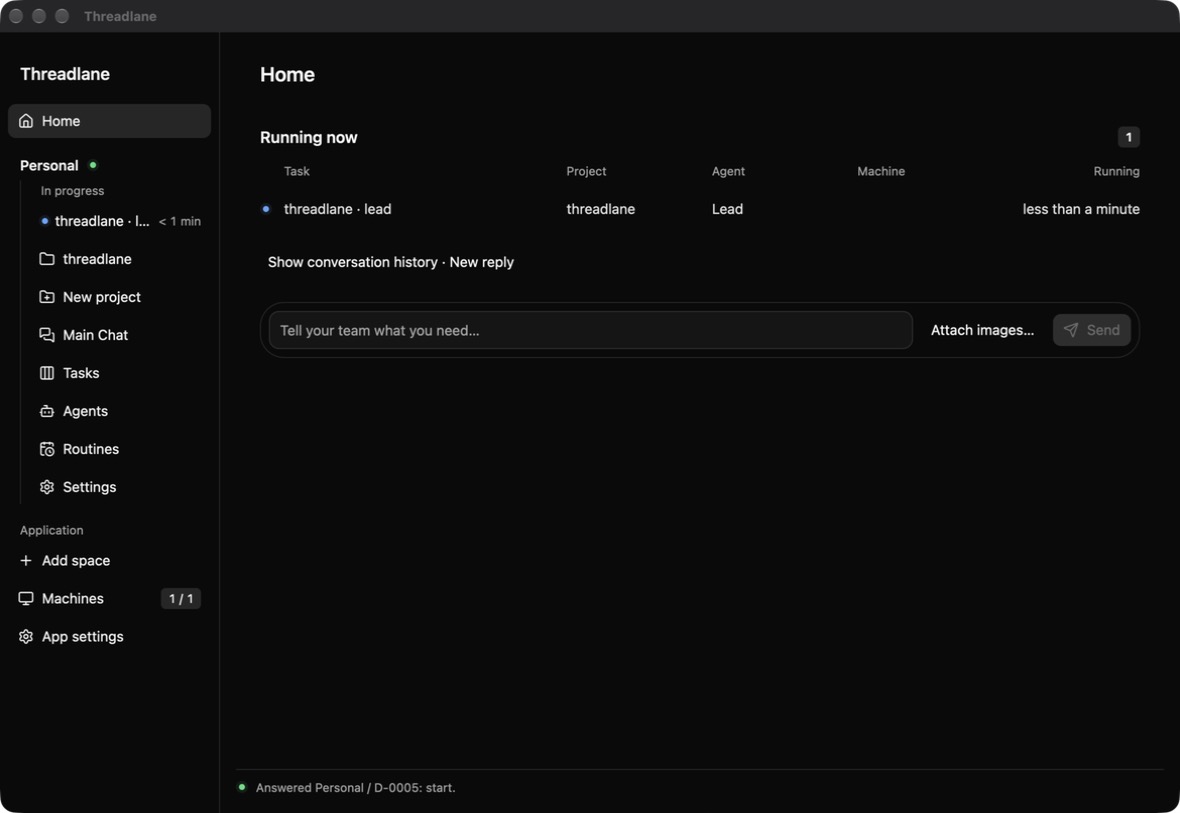 Threadlane
Threadlane
Home
Personal
In progress
threadlane · l... < 1 min
threadlane
New project
Main Chat
Tasks
Agents
Routines
Settings
Application
Add space
Machines 1 / 1
App settings
Home
Running now 1
Task Project Agent Machine Running
threadlane · lead threadlane Lead less than a minute
Show conversation history · New reply
Tell your team what you need... Attach images... Send
Answered Personal / D-0005: start.